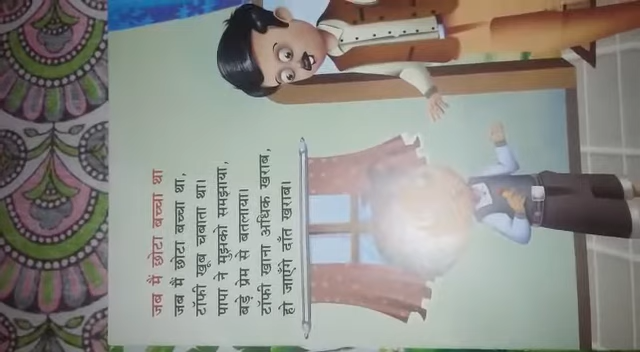 जब मैं छोटा बच्चा था
जब मैं छोटा बच्चा था,
टॉफी खूब चबाता था।
पापा ने मुझको समझाया,
बड़े प्रेम से बतलाया।
टॉफी खाना अधिक खराब,
हो जाएँगे दाँत खराब।